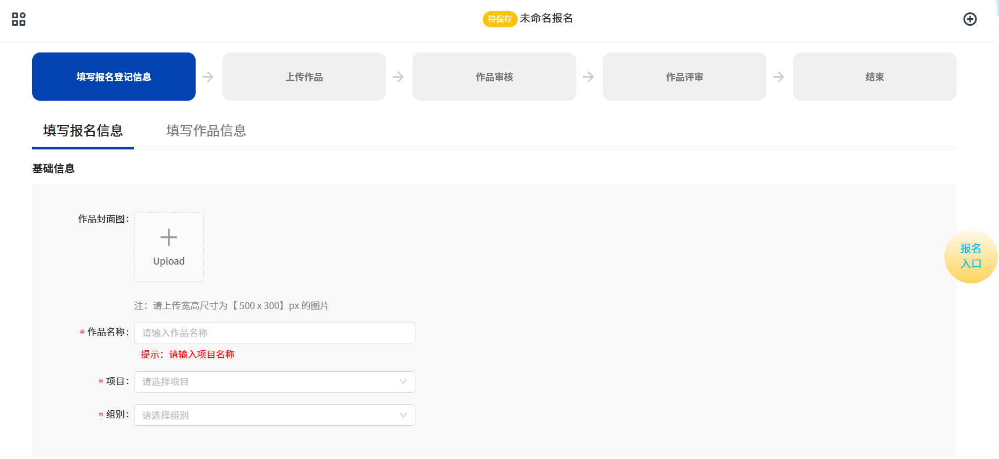 待保存 未命名报名
填写报名登记信息
上传作品
作品审核
作品评审
结束
填写报名信息
填写作品信息
基础信息
作品封面图:
Upload
注：请上传宽高尺寸为【 500 x 300】px 的图片
* 作品名称:
请输入作品名称
提示：请输入项目名称
* 项目:
请选择项目
* 组别:
请选择组别
报名
入口